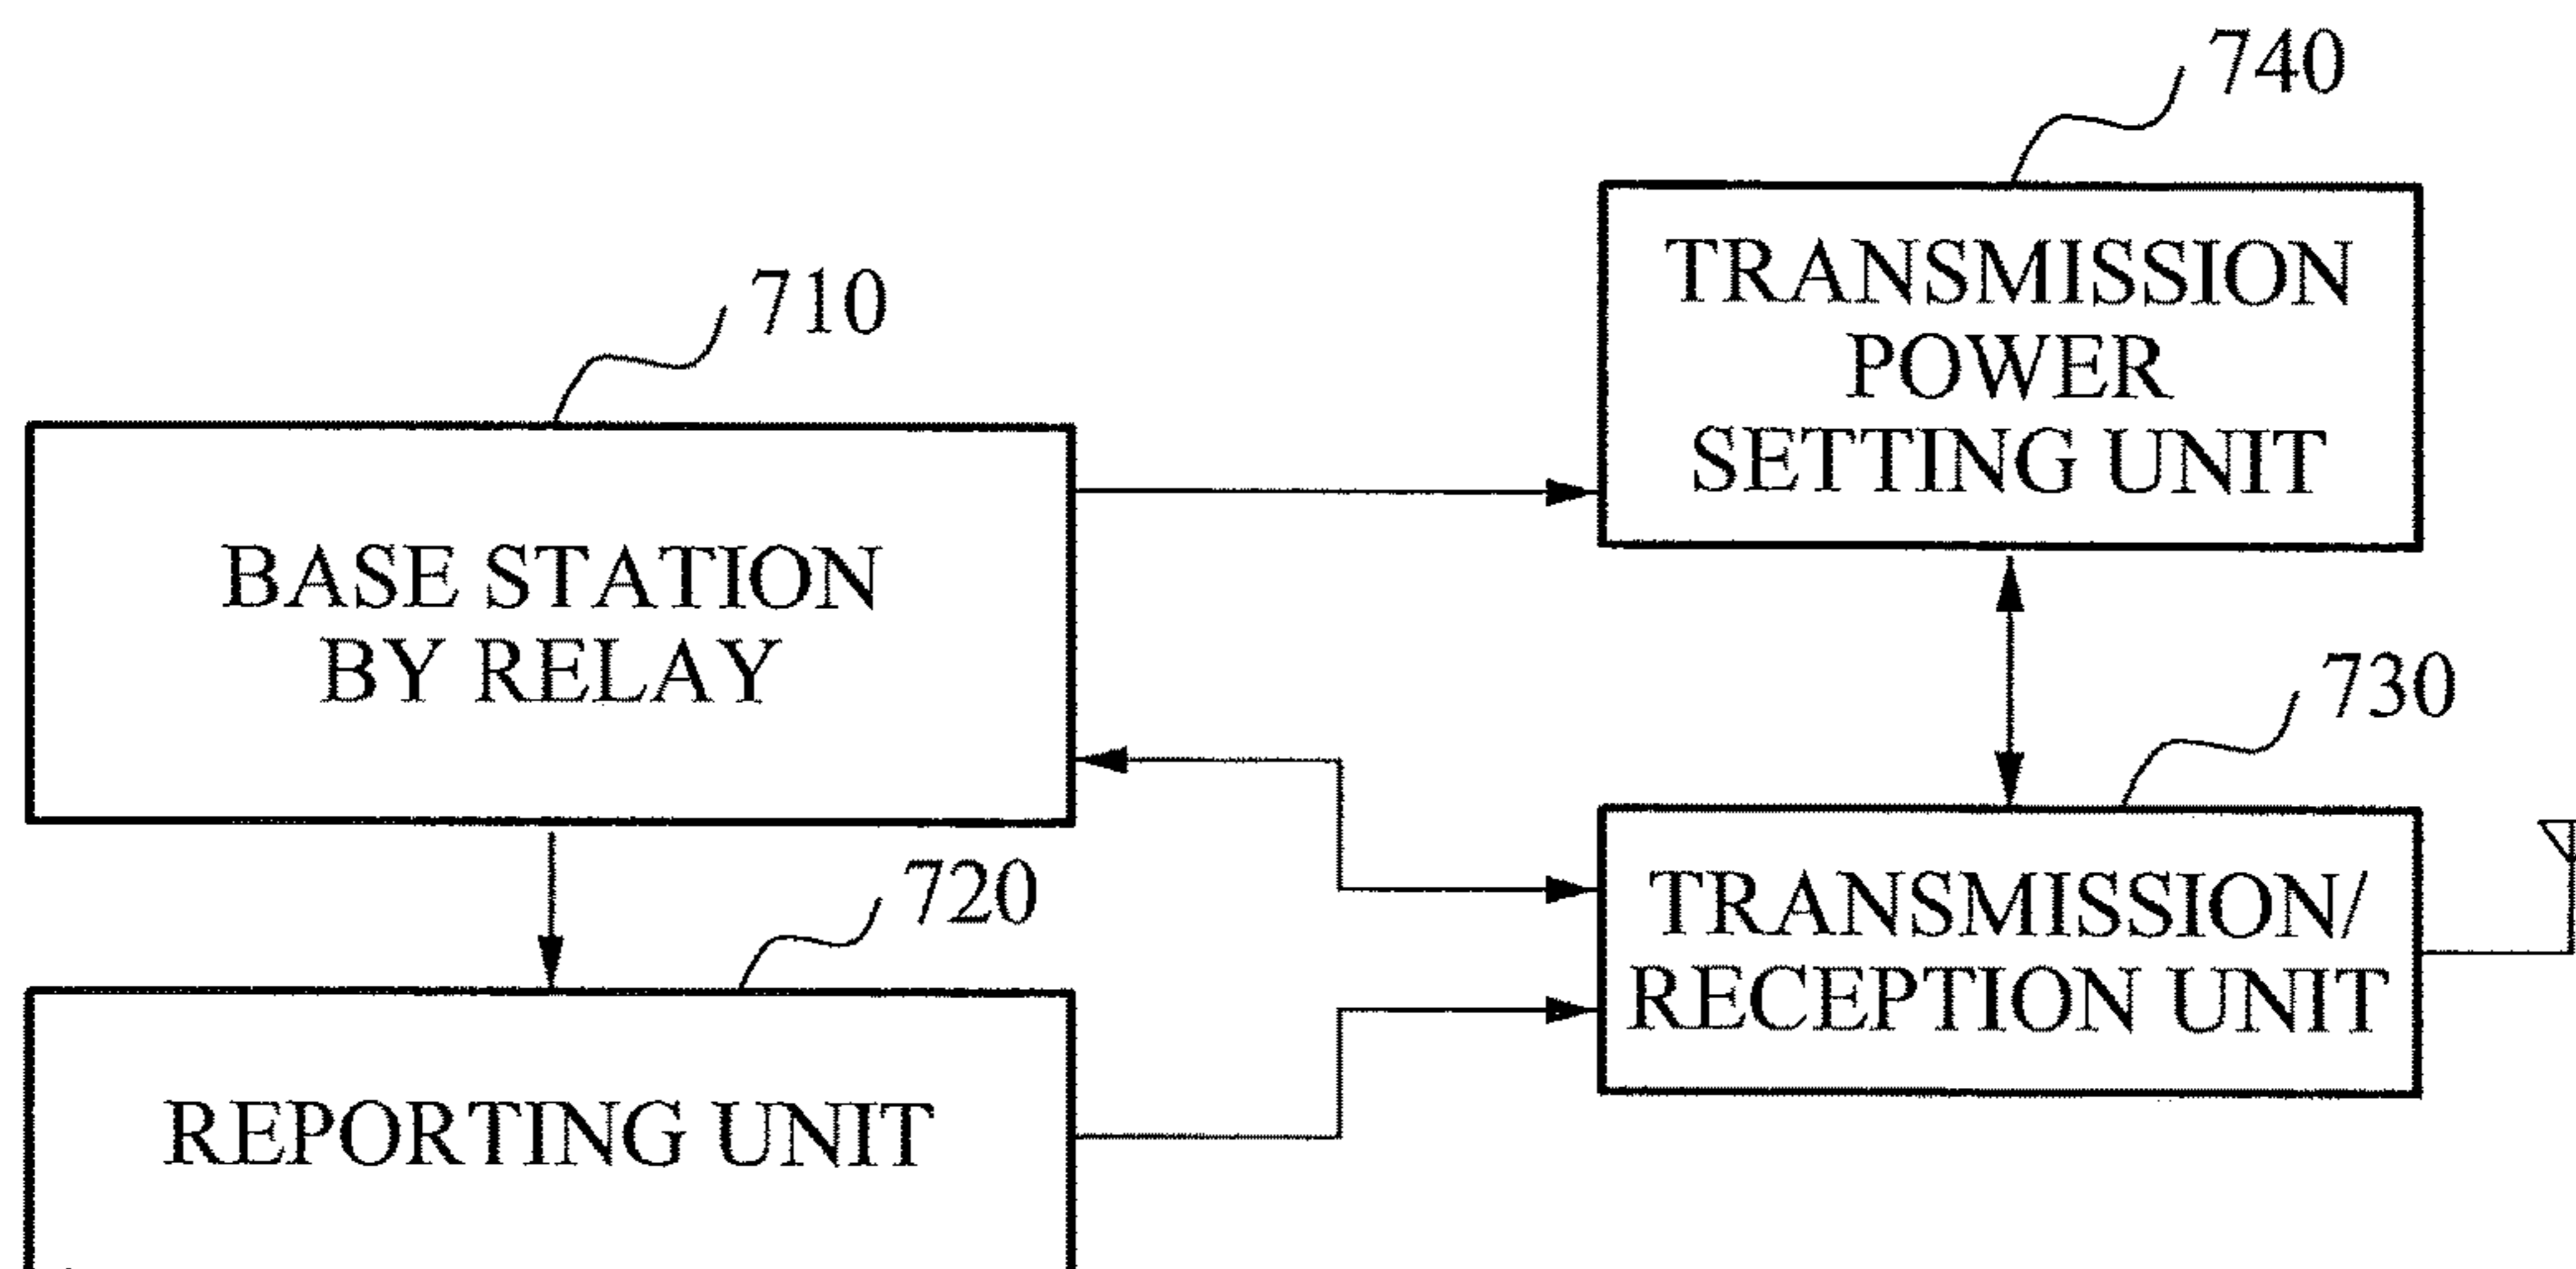 740
TRANSMISSION
POWER
SETTING UNIT
710
BASE STATION
BY RELAY
730
TRANSMISSION/
RECEPTION UNIT
720
REPORTING UNIT